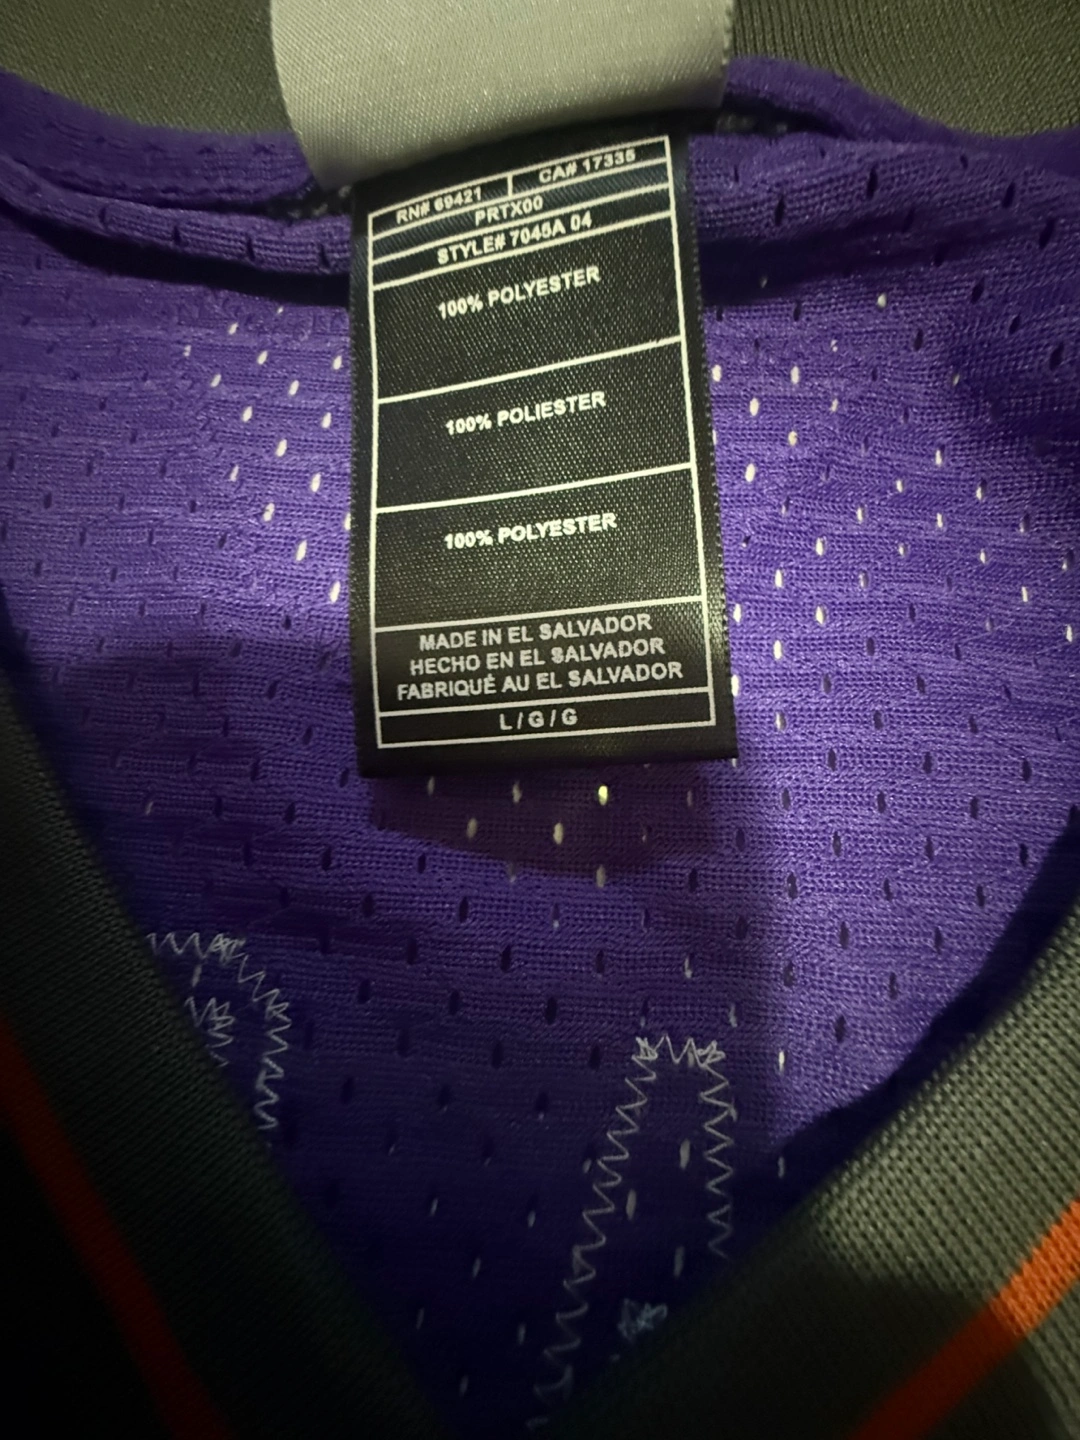 RN# 69421 CA# 17335
PRTX00
STYLE# 7045A 04
100% POLYESTER
100% POLIESTER
100% POLYESTER
MADE IN EL SALVADOR
HECHO EN EL SALVADOR
FABRIQUÉ AU EL SALVADOR
L / G / G